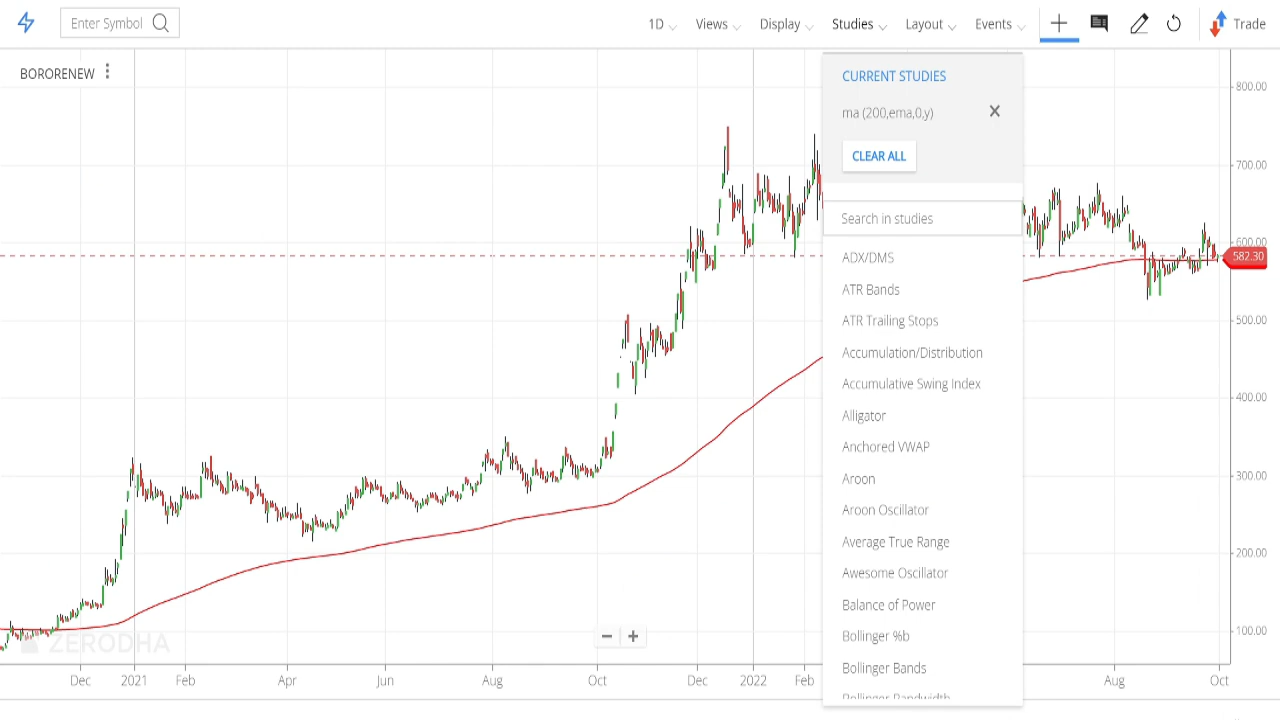 Enter Symbol 1D Views Display Studies Layout Events Trade
BORORENEW
CURRENT STUDIES
ma (200,ema,0,y) X
CLEAR ALL
Search in studies
ADX/DMS
ATR Bands
ATR Trailing Stops
Accumulation/Distribution
Accumulative Swing Index
Alligator
Anchored VWAP
Aroon
Aroon Oscillator
Average True Range
Awesome Oscillator
Balance of Power
Bollinger %b
Bollinger Bands
Bollinger Bandwidth
800.00
700.00
600.00
582.30
500.00
400.00
300.00
200.00
100.00
ZERODHA
Dec 2021 Feb Apr Jun Aug Oct Dec 2022 Feb Aug Oct